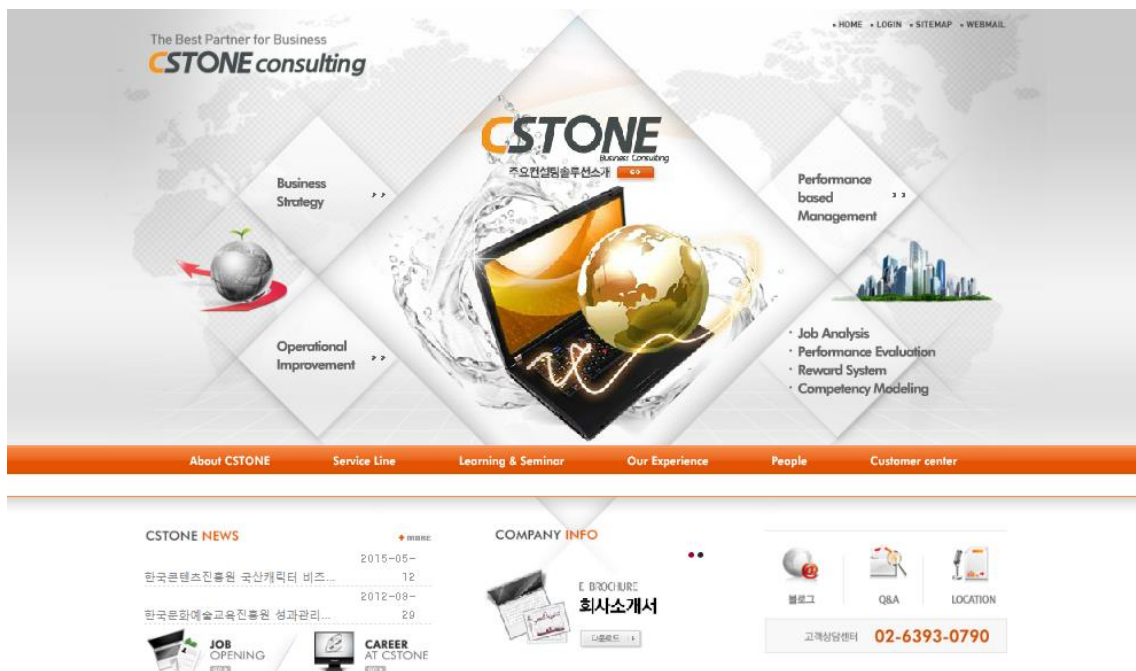 HOME LOGIN SITEMAP WEBMAIL
The Best Partner for Business
CSTONE consulting
CSTONE
Business Consulting
주요컨설팅솔루션소개
Business
Strategy
Performance
based
Management
Operational
Improvement
· Job Analysis
· Performance Evaluation
· Reward System
· Competency Modeling
About CSTONE Service Line Learning & Seminar Our Experience People Customer center
CSTONE NEWS + more
2015-05-
한국콘텐츠진흥원 국산캐릭터 비즈... 12
2012-08-
한국문화예술교육진흥원 성과관리... 29
JOB
OPENING
CAREER
AT CSTONE
COMPANY INFO
E-BROCHURE
회사소개서
다운로드
블로그 Q&A LOCATION
고객상담센터 02-6393-0790